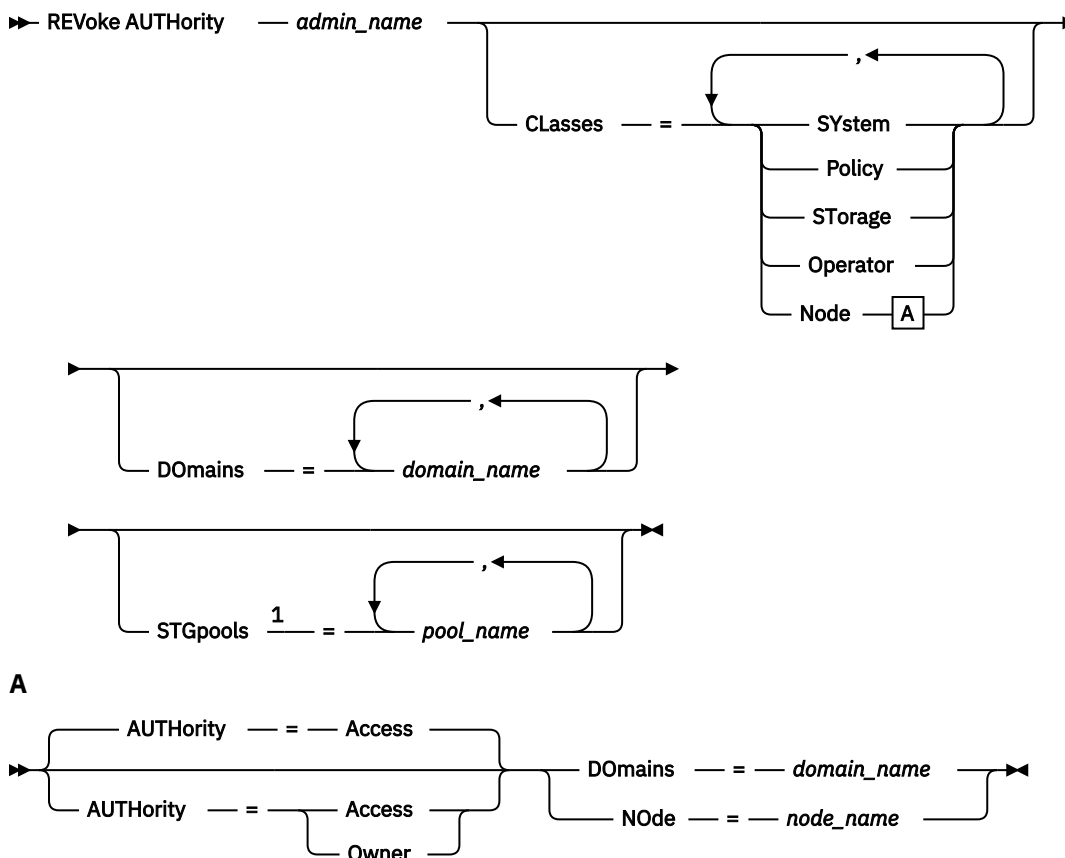 REVoke AUTHority admin_name
,
CLasses = SYstem
Policy
STorage
Operator
Node A
,
DOmains = domain_name
,
STGpools 1 = pool_name
A
AUTHority = Access
DOmains = domain_name
AUTHority = Access
NOde = node_name
Owner